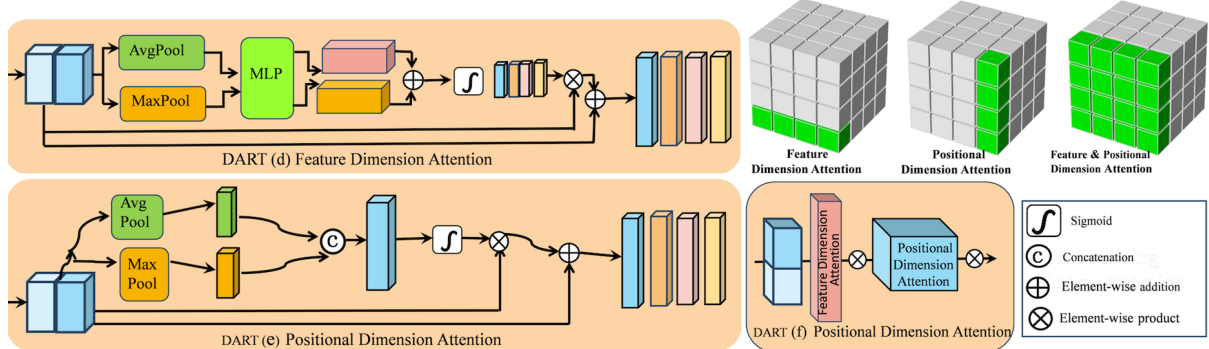 AvgPool
MaxPool
MLP
DART (d) Feature Dimension Attention
Feature
Dimension Attention
Positional
Dimension Attention
Feature & Positional
Dimension Attention
Avg
Pool
Max
Pool
C
DART (e) Positional Dimension Attention
Feature Dimension
Attention
Positional
Dimension
Attention
DART (f) Positional Dimension Attention
Sigmoid
C Concatenation
Element-wise addition
Element-wise product